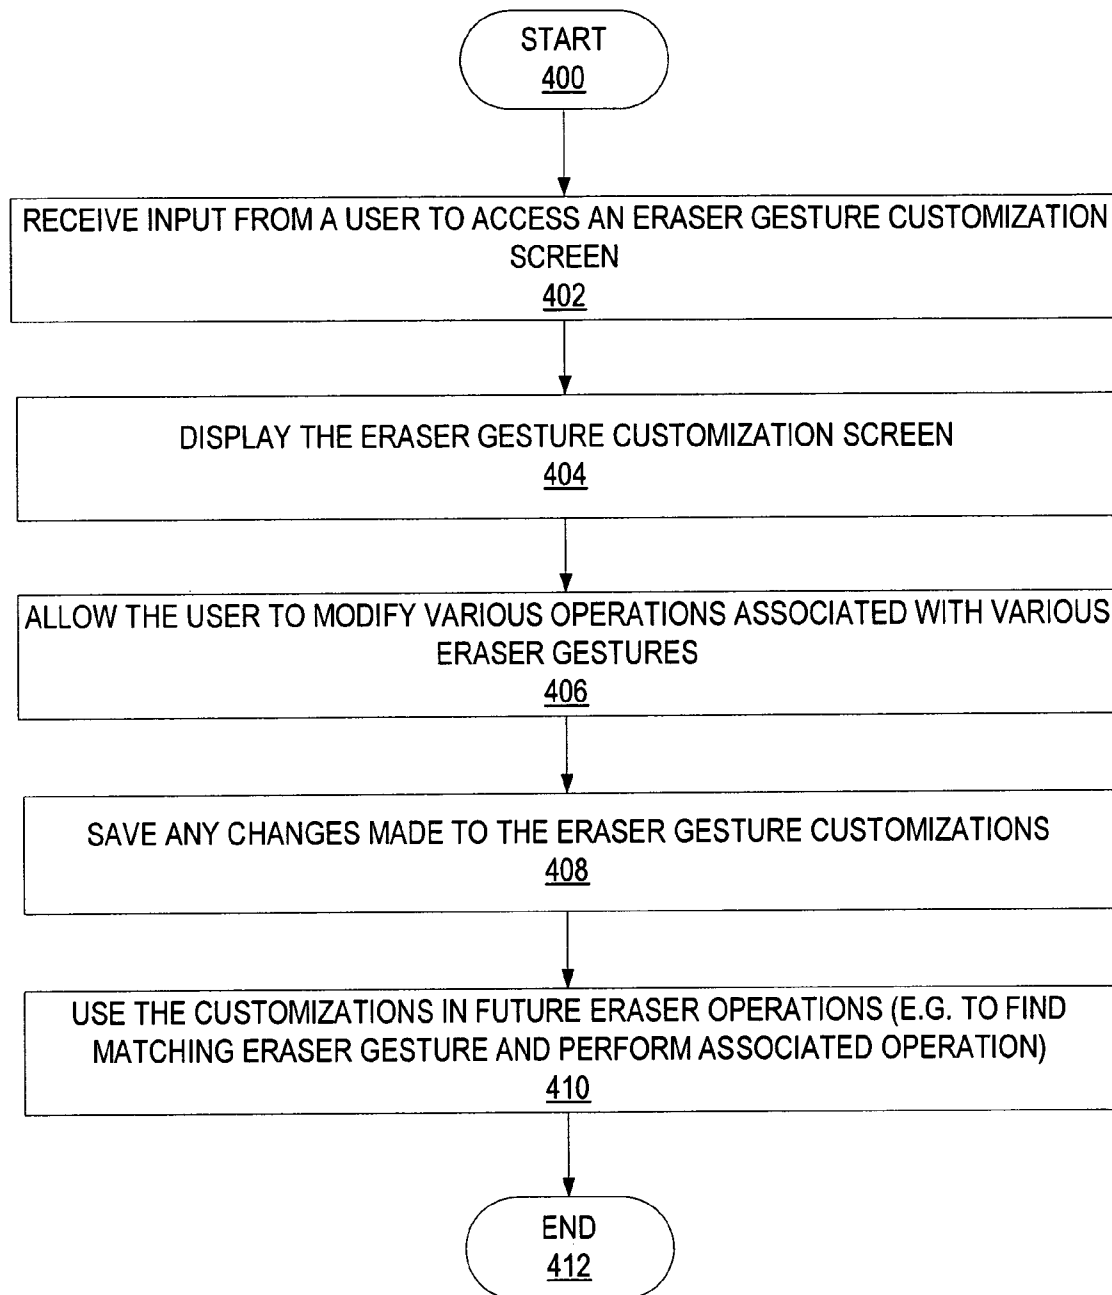 START
400
RECEIVE INPUT FROM A USER TO ACCESS AN ERASER GESTURE CUSTOMIZATION
SCREEN
402
DISPLAY THE ERASER GESTURE CUSTOMIZATION SCREEN
404
ALLOW THE USER TO MODIFY VARIOUS OPERATIONS ASSOCIATED WITH VARIOUS
ERASER GESTURES
406
SAVE ANY CHANGES MADE TO THE ERASER GESTURE CUSTOMIZATIONS
408
USE THE CUSTOMIZATIONS IN FUTURE ERASER OPERATIONS (E.G. TO FIND
MATCHING ERASER GESTURE AND PERFORM ASSOCIATED OPERATION)
410
END
412